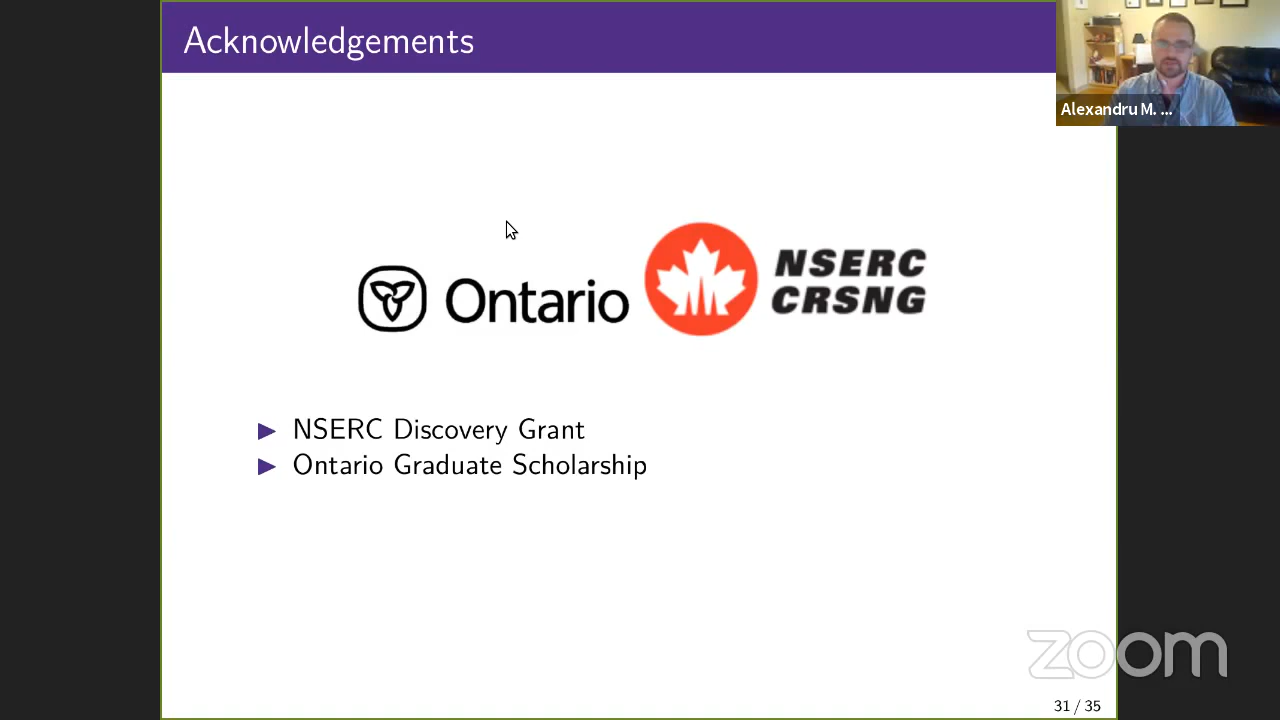 Acknowledgements
Alexandru M. ...
Ontario
NSERC
CRSNG
NSERC Discovery Grant
Ontario Graduate Scholarship
zoom
31 / 35